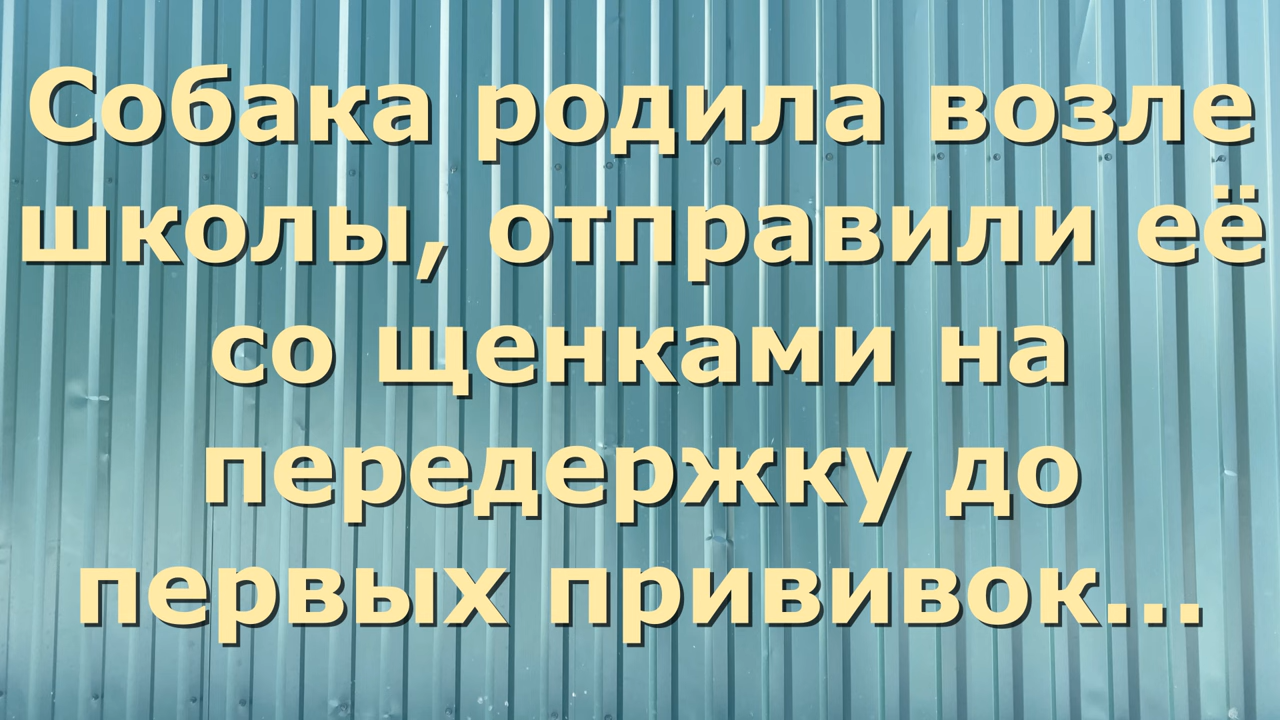 Собака родила возле
школы, отправили её
со щенками на
передержку до
первых прививок...